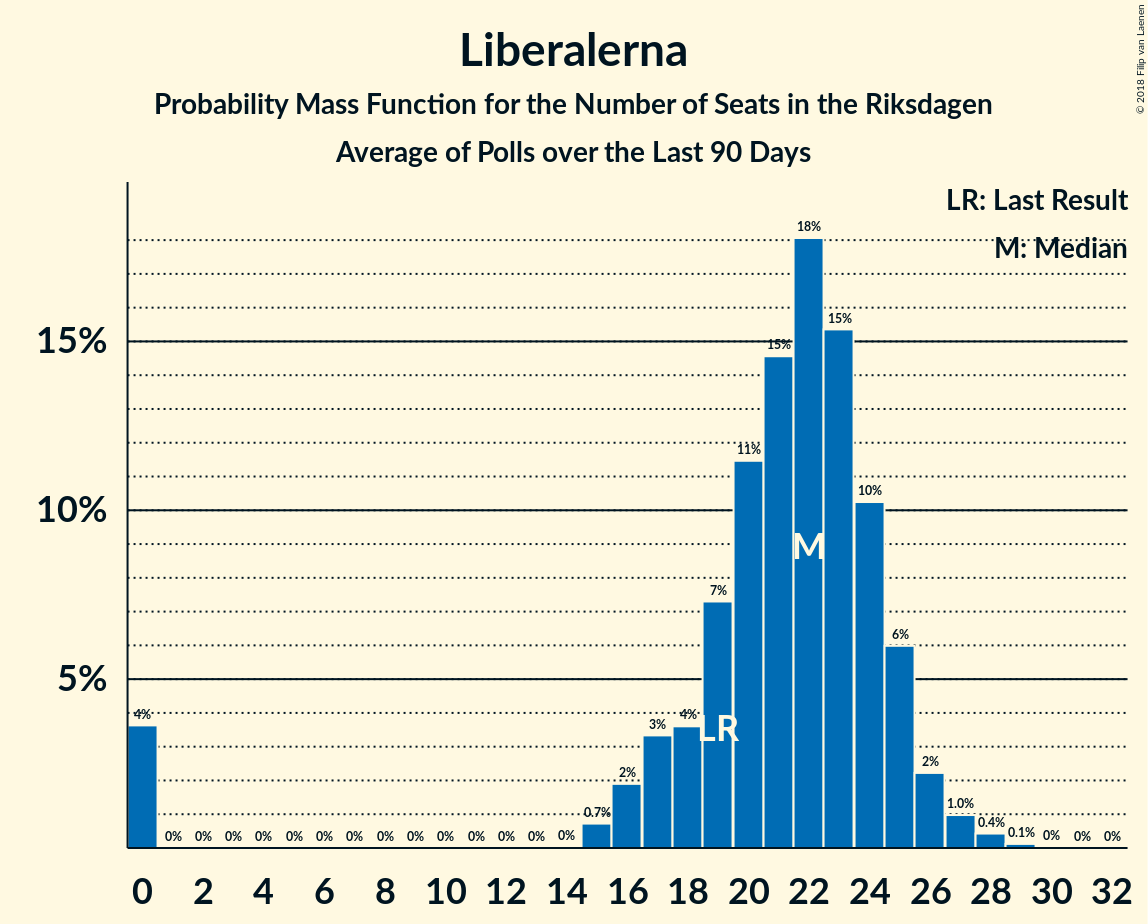 © 2018 Filip van Laenen
Liberalerna
Probability Mass Function for the Number of Seats in the Riksdagen
Average of Polls over the Last 90 Days
LR: Last Result
M: Median
15%
10%
5%
4% 0% 0% 0% 0% 0% 0% 0% 0% 0% 0% 0% 0% 0% 0% 0.7% 2% 3% 4% 7% 11% 15% 18% 15% 10% 6% 2% 1.0% 0.4% 0.1% 0% 0% 0%
LR
M
0 2 4 6 8 10 12 14 16 18 20 22 24 26 28 30 32